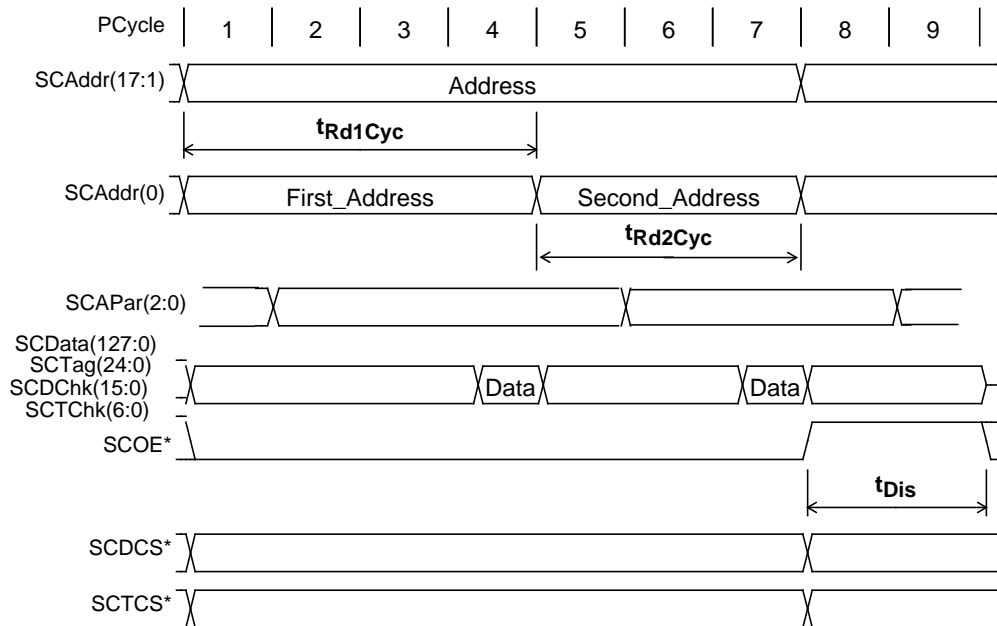 PCycle 1 2 3 4 5 6 7 8 9
SCAddr(17:1) Address
tRd1Cyc
SCAddr(0) First_Address Second_Address
tRd2Cyc
SCAPar(2:0)
SCData(127:0)
SCTag(24:0)
SCDChk(15:0) Data Data
SCTChk(6:0)
SCOE*
tDis
SCDCS*
SCTCS*